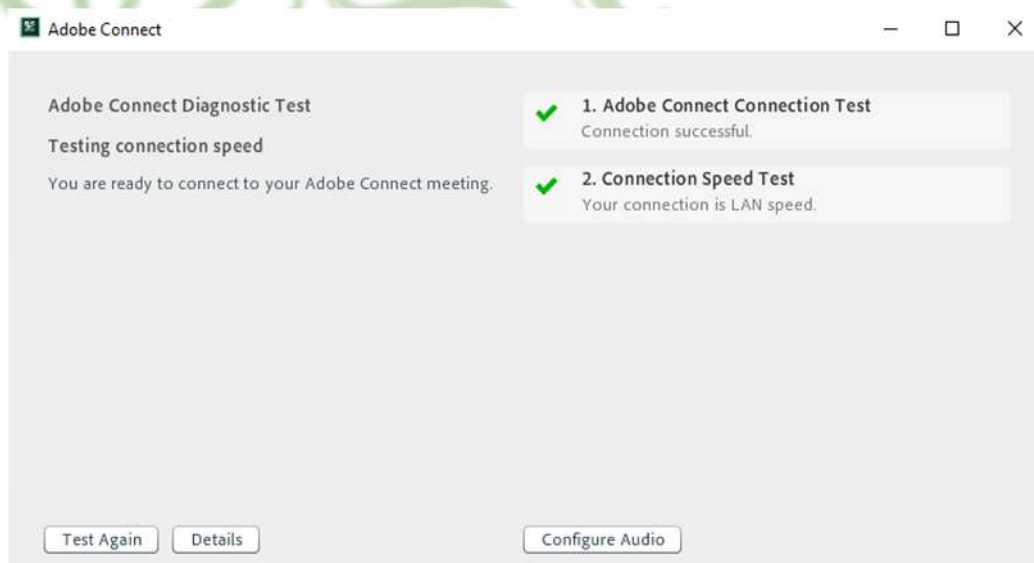 Adobe Connect
Adobe Connect Diagnostic Test
Testing connection speed
You are ready to connect to your Adobe Connect meeting.
1. Adobe Connect Connection Test
Connection successful.
2. Connection Speed Test
Your connection is LAN speed.
Test Again
Details
Configure Audio